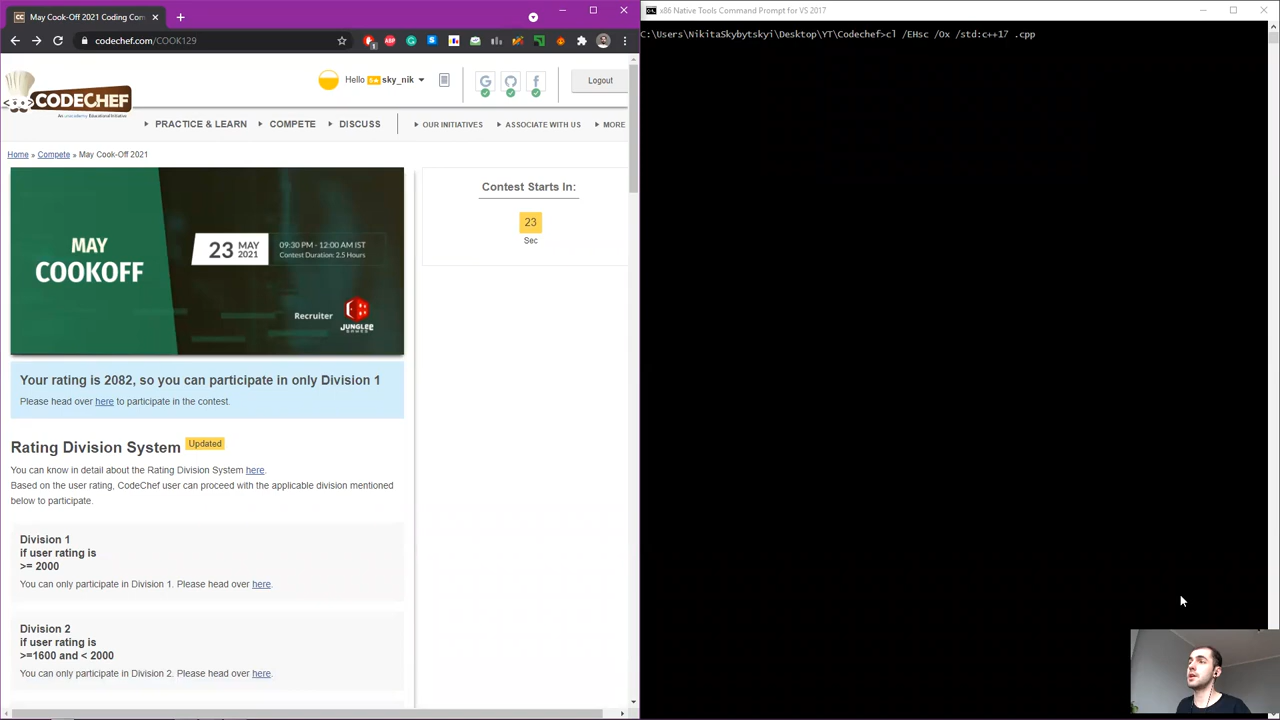 May Cook-Off 2021 Coding Com
codechef.com/COOK129
CODECHEF
An unacademy Educational Initiative
Hello 5★ sky_nik
Logout
PRACTICE & LEARN COMPETE DISCUSS OUR INITIATIVES ASSOCIATE WITH US MORE
Home » Compete » May Cook-Off 2021
MAY
COOKOFF
23 MAY 2021
09:30 PM - 12:00 AM IST
Contest Duration: 2.5 Hours
Recruiter
JUNGLEE
GAMES
Contest Starts In:
23
Sec
Your rating is 2082, so you can participate in only Division 1
Please head over here to participate in the contest.
Rating Division System Updated
You can know in detail about the Rating Division System here.
Based on the user rating, CodeChef user can proceed with the applicable division mentioned
below to participate.
Division 1
if user rating is
>= 2000
You can only participate in Division 1. Please head over here.
Division 2
if user rating is
>=1600 and < 2000
You can only participate in Division 2. Please head over here.
x86 Native Tools Command Prompt for VS 2017
C:\Users\NikitaSkybytskyi\Desktop\YT\Codechef>cl /EHsc /Ox /std:c++17 .cpp